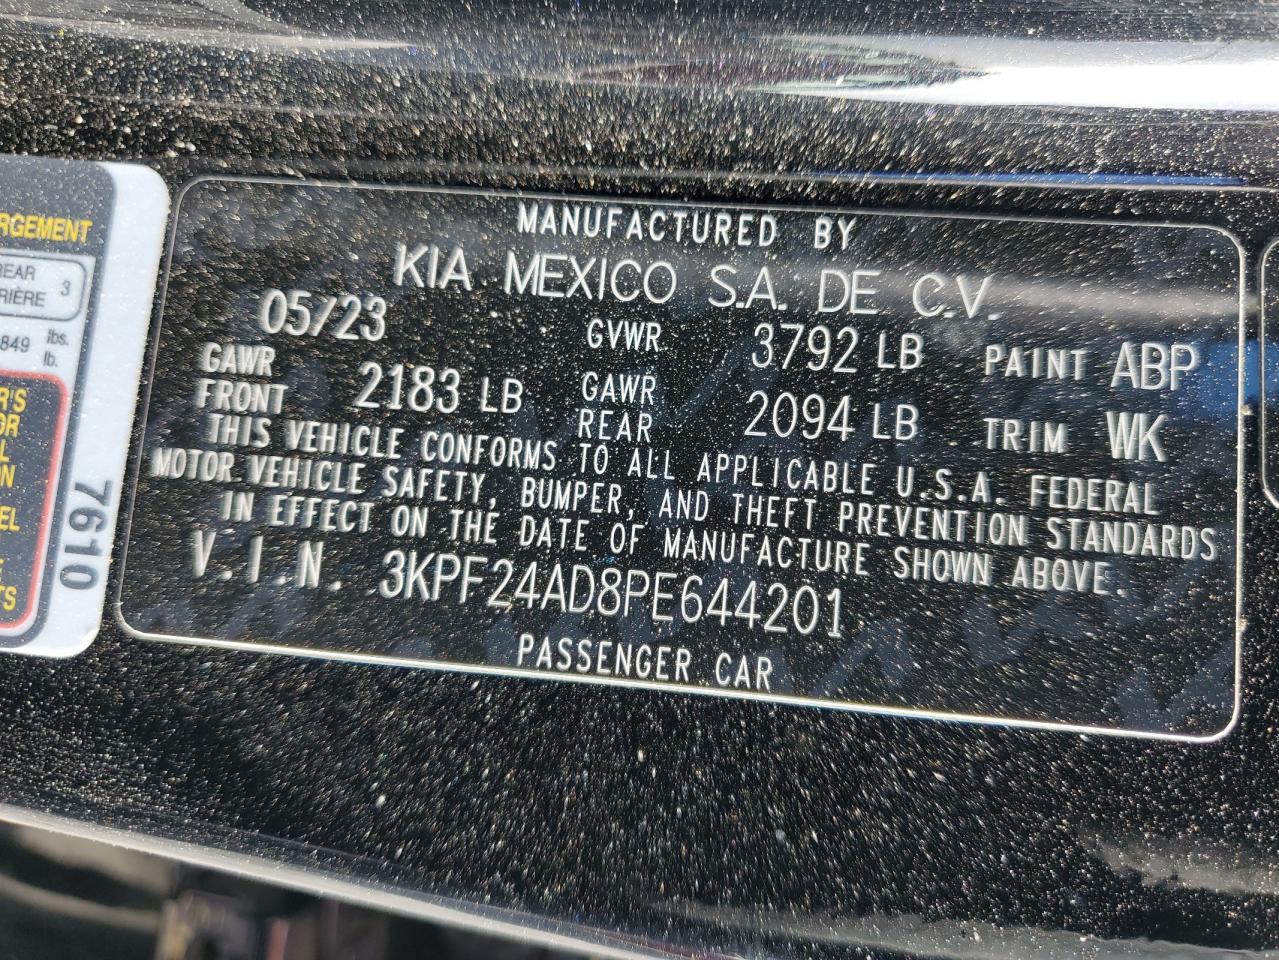 RGEMENT
REAR 3
RIÈRE
849 lbs.
lb.
7610
MANUFACTURED BY
KIA MEXICO S.A. DE C.V.
05/23 GVWR 3792 LB PAINT ABP
GAWR FRONT 2183 LB GAWR REAR 2094 LB TRIM WK
THIS VEHICLE CONFORMS TO ALL APPLICABLE U.S.A. FEDERAL
MOTOR VEHICLE SAFETY, BUMPER, AND THEFT PREVENTION STANDARDS
IN EFFECT ON THE DATE OF MANUFACTURE SHOWN ABOVE.
V.I.N. 3KPF24AD8PE644201
PASSENGER CAR